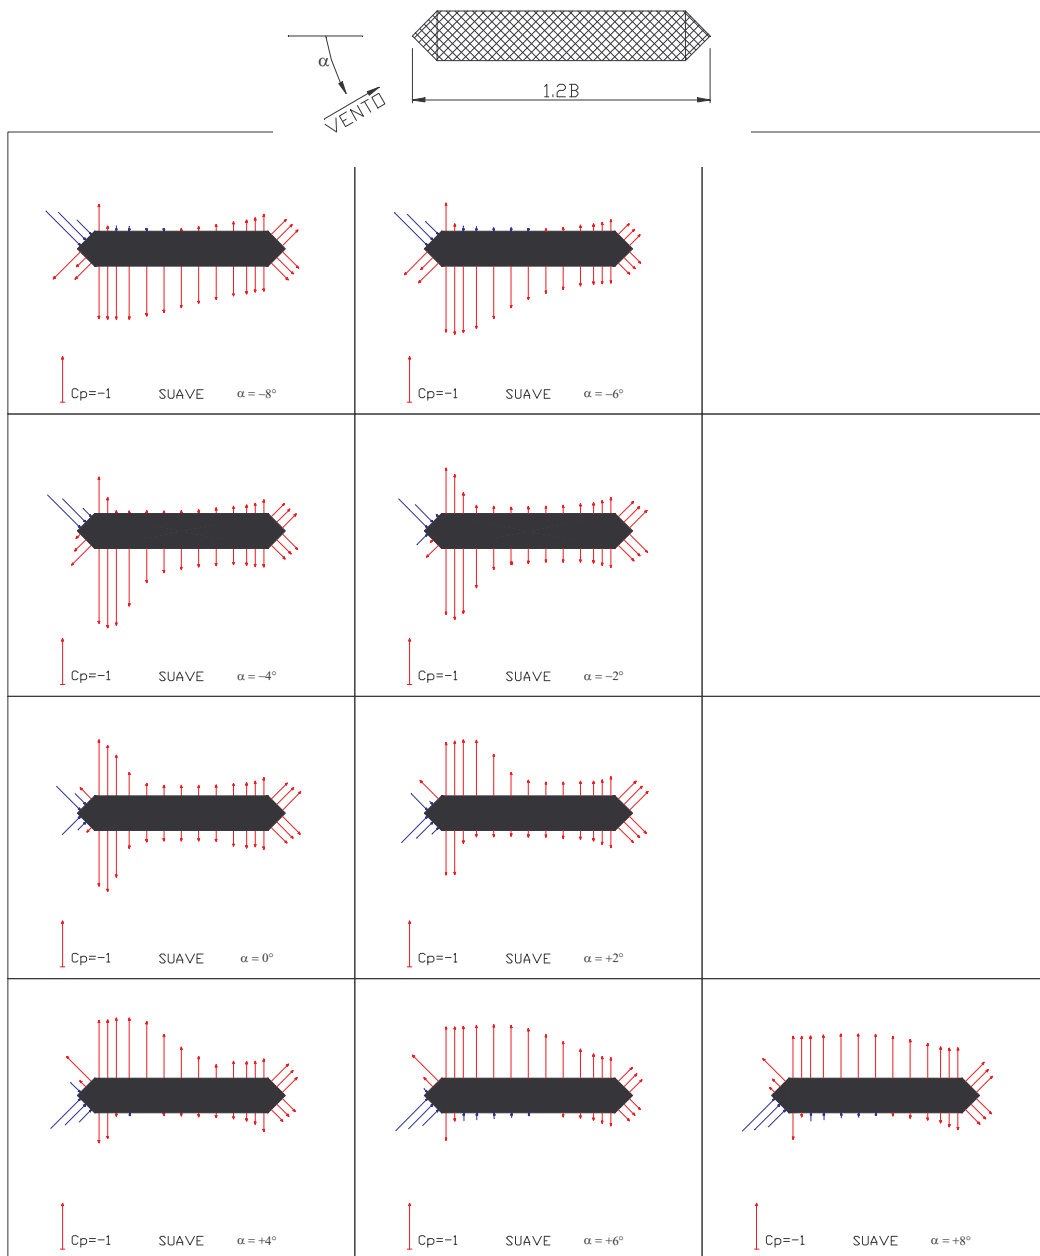 α
VENTO
1.2B
Cp=-1 SUAVE α = -8°
Cp=-1 SUAVE α = -6°
Cp=-1 SUAVE α = -4°
Cp=-1 SUAVE α = -2°
Cp=-1 SUAVE α = 0°
Cp=-1 SUAVE α = +2°
Cp=-1 SUAVE α = +4°
Cp=-1 SUAVE α = +6°
Cp=-1 SUAVE α = +8°